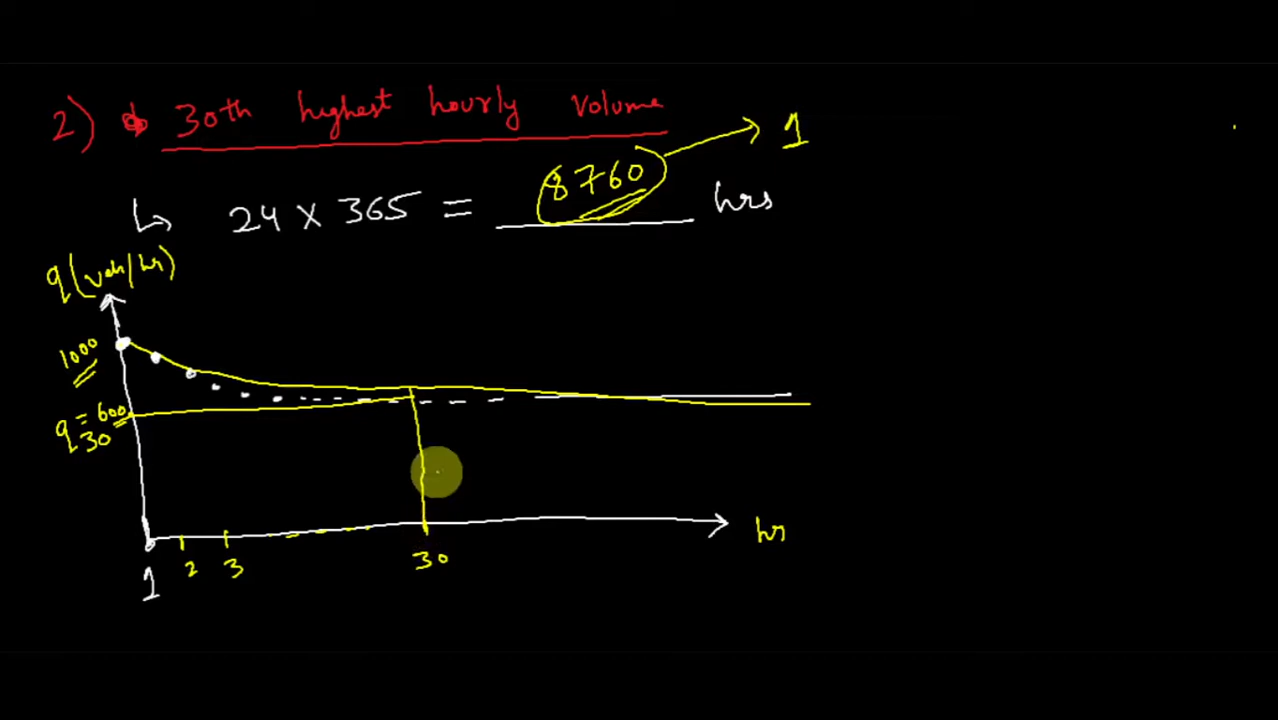 2) 30th highest hourly volume
8760 → 1
↳ 24 × 365 = hrs
q (veh/hr)
1000
q30 = 600
hr
1 2 3 30